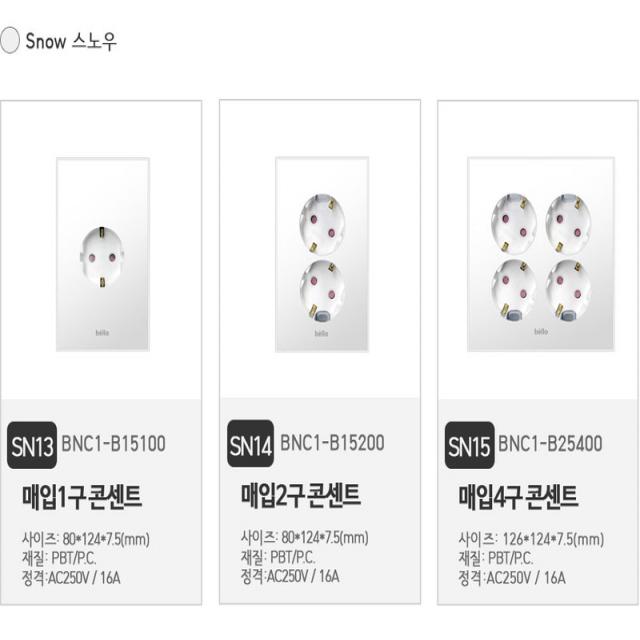 Snow 스노우
bello
bello
bello
SN13 BNC1-B15100
매입1구 콘센트
사이즈: 80*124*7.5(mm)
재질: PBT/P.C.
정격:AC250V / 16A
SN14 BNC1-B15200
매입2구 콘센트
사이즈: 80*124*7.5(mm)
재질: PBT/P.C.
정격:AC250V / 16A
SN15 BNC1-B25400
매입4구 콘센트
사이즈: 126*124*7.5(mm)
재질: PBT/P.C.
정격:AC250V / 16A